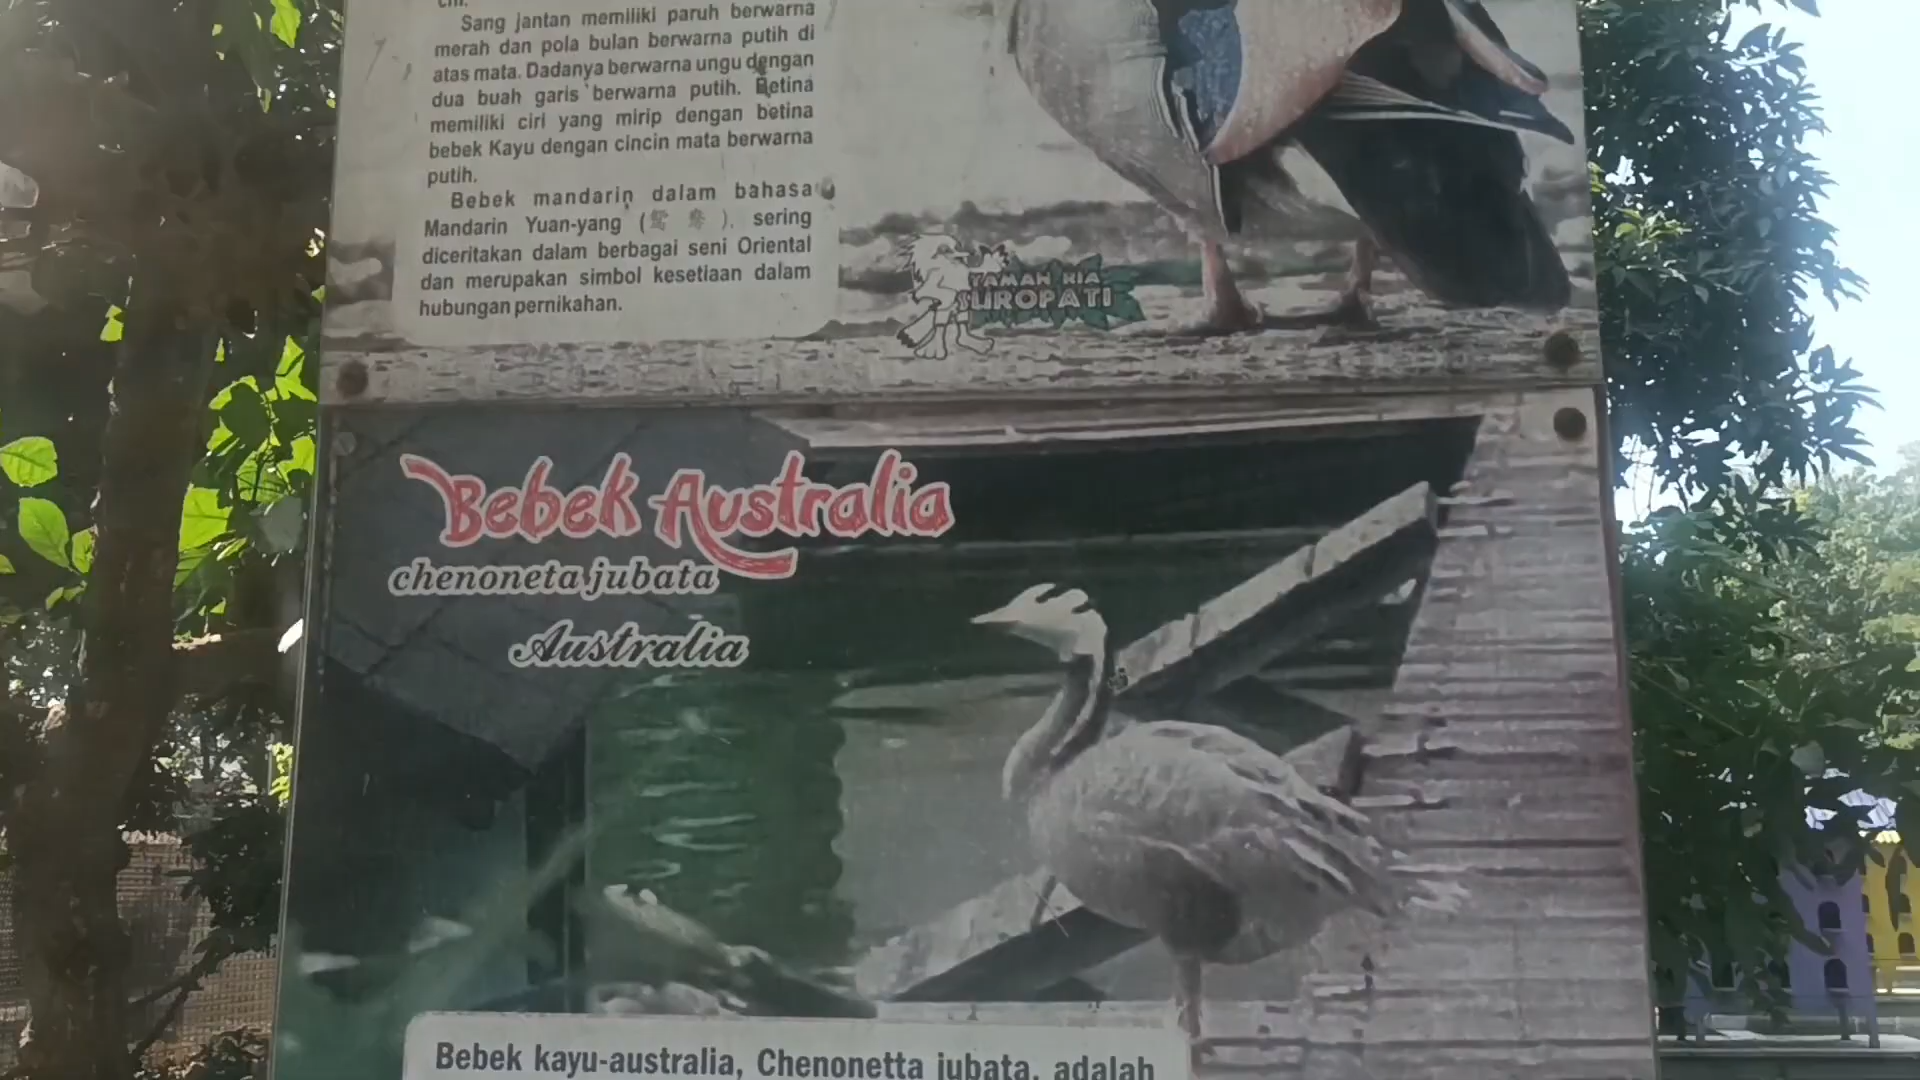 cm.
Sang jantan memiliki paruh berwarna
merah dan pola bulan berwarna putih di
atas mata. Dadanya berwarna ungu dengan
dua buah garis berwarna putih. Betina
memiliki ciri yang mirip dengan betina
bebek Kayu dengan cincin mata berwarna
putih.
Bebek mandarin dalam bahasa
Mandarin Yuan-yang (鴛鴦), sering
diceritakan dalam berbagai seni Oriental
dan merupakan simbol kesetiaan dalam
hubungan pernikahan.
TAMAN RIA
SUROPATI
Bebek Australia
chenoneta jubata
Australia
Bebek kayu-australia, Chenonetta jubata, adalah